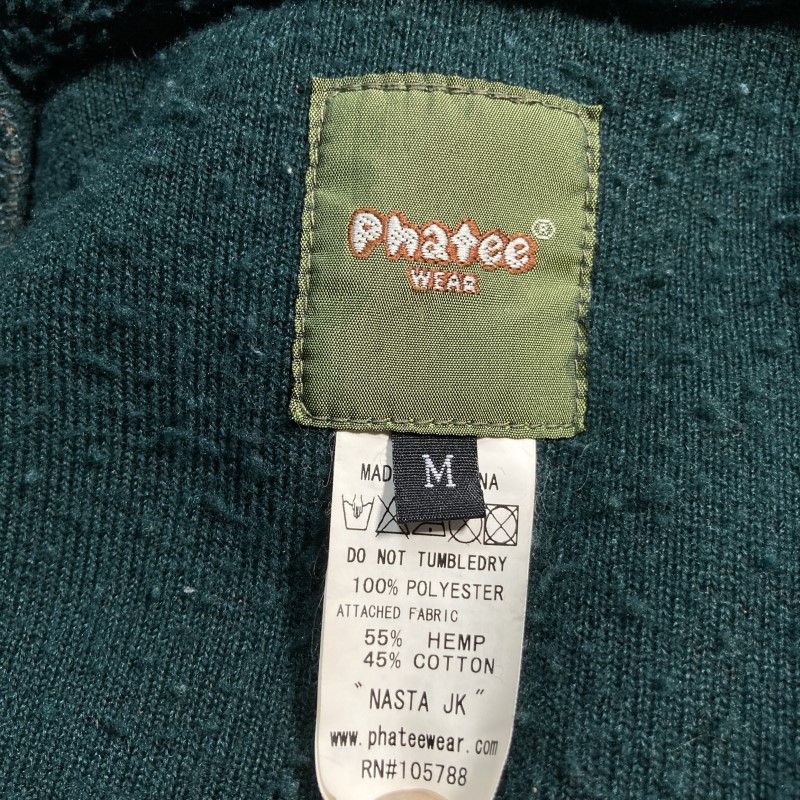 Phatee®
WEAR
M
MAD NA
DO NOT TUMBLEDRY
100% POLYESTER
ATTACHED FABRIC
55% HEMP
45% COTTON
"NASTA JK"
www.phateewear.com
RN#105788